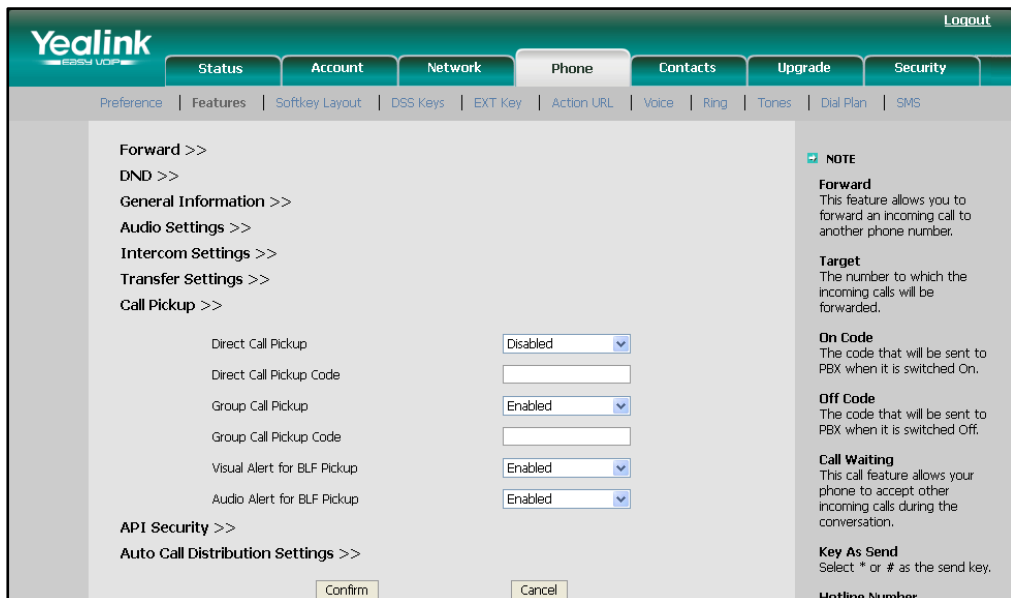 Logout
Yealink
EASY VOIP
Status Account Network Phone Contacts Upgrade Security
Preference | Features | Softkey Layout | DSS Keys | EXT Key | Action URL | Voice | Ring | Tones | Dial Plan | SMS
Forward >>
DND >>
General Information >>
Audio Settings >>
Intercom Settings >>
Transfer Settings >>
Call Pickup >>
Direct Call Pickup Disabled
Direct Call Pickup Code
Group Call Pickup Enabled
Group Call Pickup Code
Visual Alert for BLF Pickup Enabled
Audio Alert for BLF Pickup Enabled
API Security >>
Auto Call Distribution Settings >>
Confirm Cancel
NOTE
Forward
This feature allows you to
forward an incoming call to
another phone number.
Target
The number to which the
incoming calls will be
forwarded.
On Code
The code that will be sent to
PBX when it is switched On.
Off Code
The code that will be sent to
PBX when it is switched Off.
Call Waiting
This call feature allows your
phone to accept other
incoming calls during the
conversation.
Key As Send
Select * or # as the send key.
Hotline Number